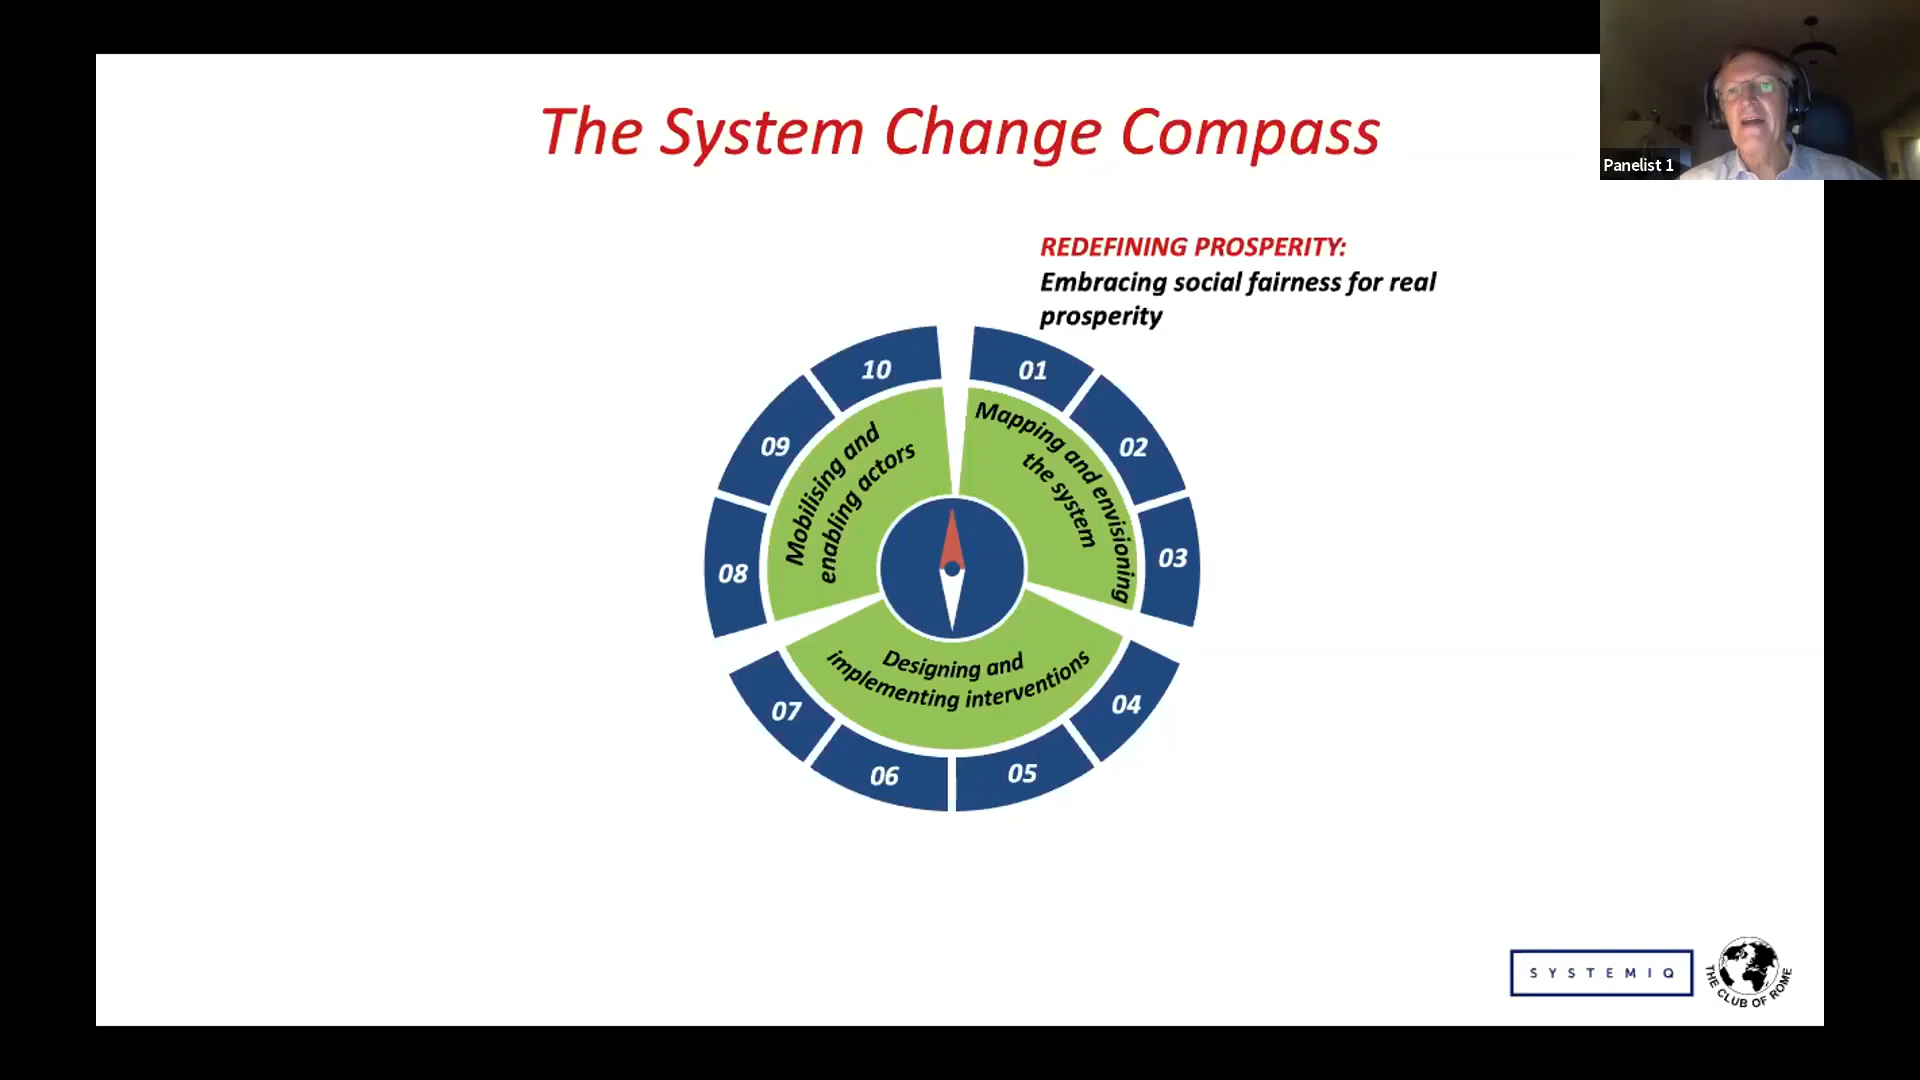 The System Change Compass
Panelist 1
REDEFINING PROSPERITY:
Embracing social fairness for real
prosperity
10
01
09
02
08
03
07
04
06
05
Mobilising and
enabling actors
Mapping and envisioning
the system
Designing and
implementing interventions
SYSTEMIQ
THE CLUB OF ROME